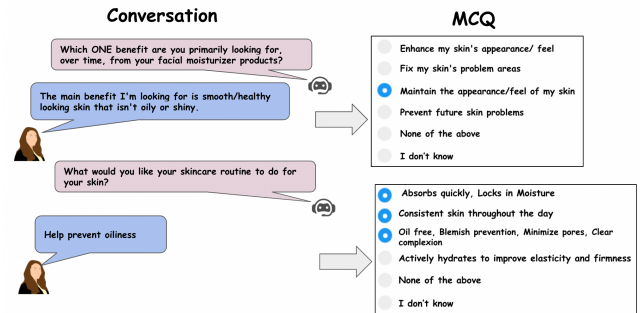 Conversation
MCQ
Which ONE benefit are you primarily looking for,
over time, from your facial moisturizer products?
The main benefit I'm looking for is smooth/healthy
looking skin that isn't oily or shiny.
Enhance my skin's appearance/ feel
Fix my skin's problem areas
Maintain the appearance/feel of my skin
Prevent future skin problems
None of the above
I don't know
What would you like your skincare routine to do for
your skin?
Help prevent oiliness
Absorbs quickly, Locks in Moisture
Consistent skin throughout the day
Oil free, Blemish prevention, Minimize pores, Clear
complexion
Actively hydrates to improve elasticity and firmness
None of the above
I don't know